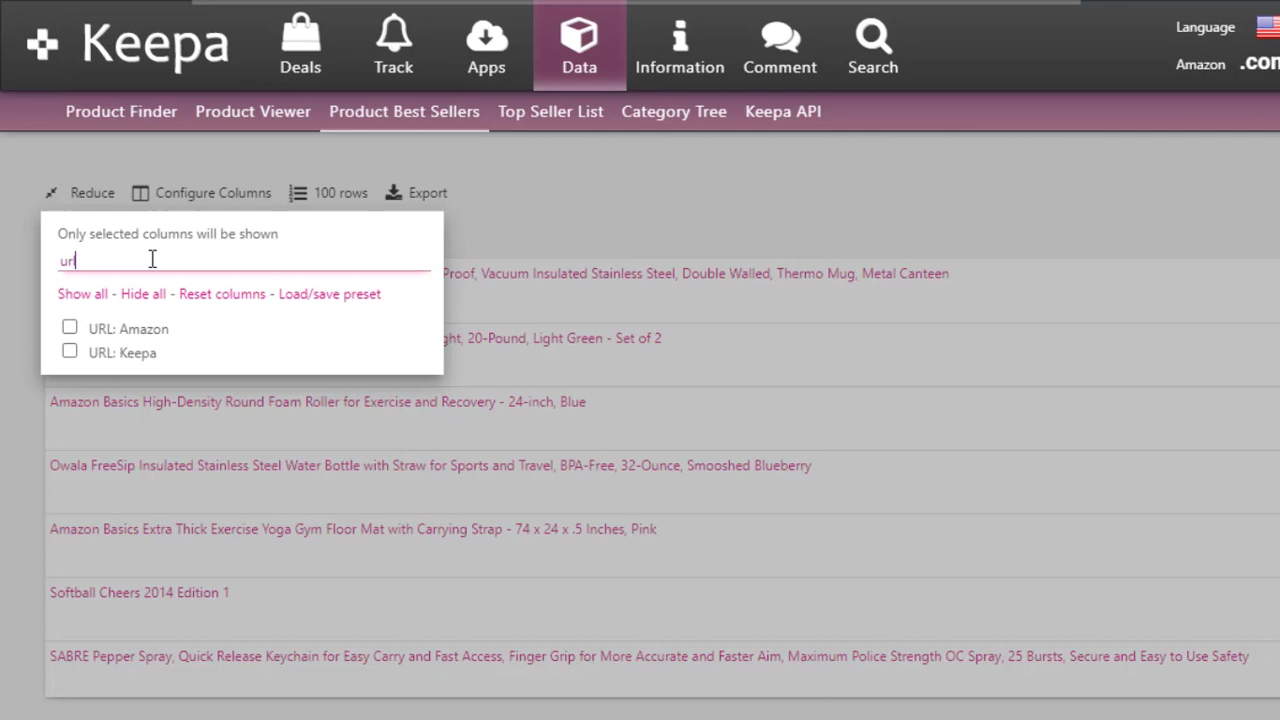 Keepa
Deals
Track
Apps
Data
Information
Comment
Search
Language
Amazon .com
Product Finder
Product Viewer
Product Best Sellers
Top Seller List
Category Tree
Keepa API
Reduce
Configure Columns
100 rows
Export
Only selected columns will be shown
url
Show all - Hide all - Reset columns - Load/save preset
URL: Amazon
URL: Keepa
Proof, Vacuum Insulated Stainless Steel, Double Walled, Thermo Mug, Metal Canteen
ght, 20-Pound, Light Green - Set of 2
Amazon Basics High-Density Round Foam Roller for Exercise and Recovery - 24-inch, Blue
Owala FreeSip Insulated Stainless Steel Water Bottle with Straw for Sports and Travel, BPA-Free, 32-Ounce, Smooshed Blueberry
Amazon Basics Extra Thick Exercise Yoga Gym Floor Mat with Carrying Strap - 74 x 24 x .5 Inches, Pink
Softball Cheers 2014 Edition 1
SABRE Pepper Spray, Quick Release Keychain for Easy Carry and Fast Access, Finger Grip for More Accurate and Faster Aim, Maximum Police Strength OC Spray, 25 Bursts, Secure and Easy to Use Safety